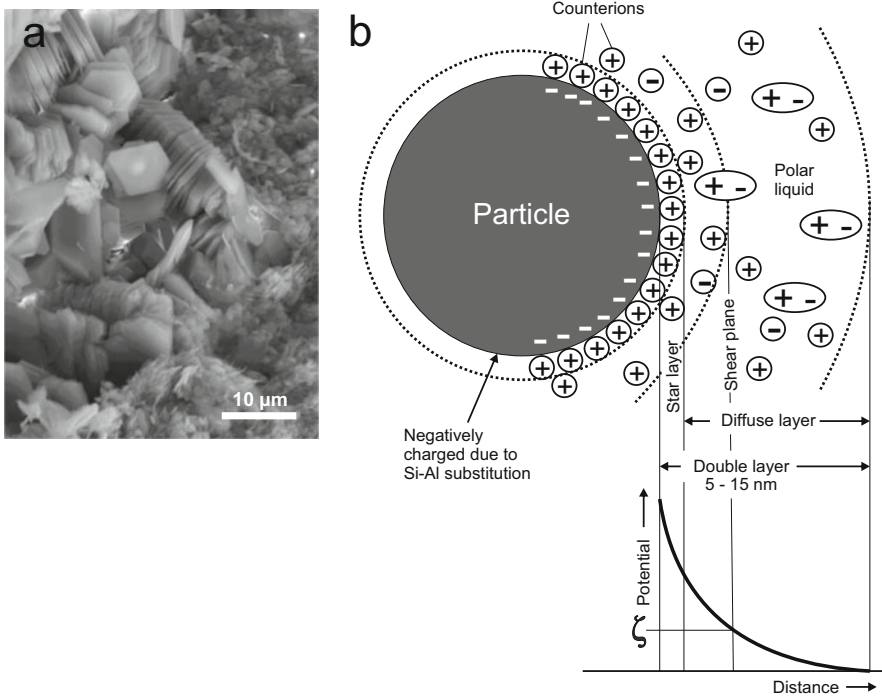 a
10 µm
b
Counterions
Particle
Polar
liquid
Negatively
charged due to
Si-Al substitution
Star layer
Shear plane
Diffuse layer
Double layer
5 - 15 nm
Potential
ζ
Distance